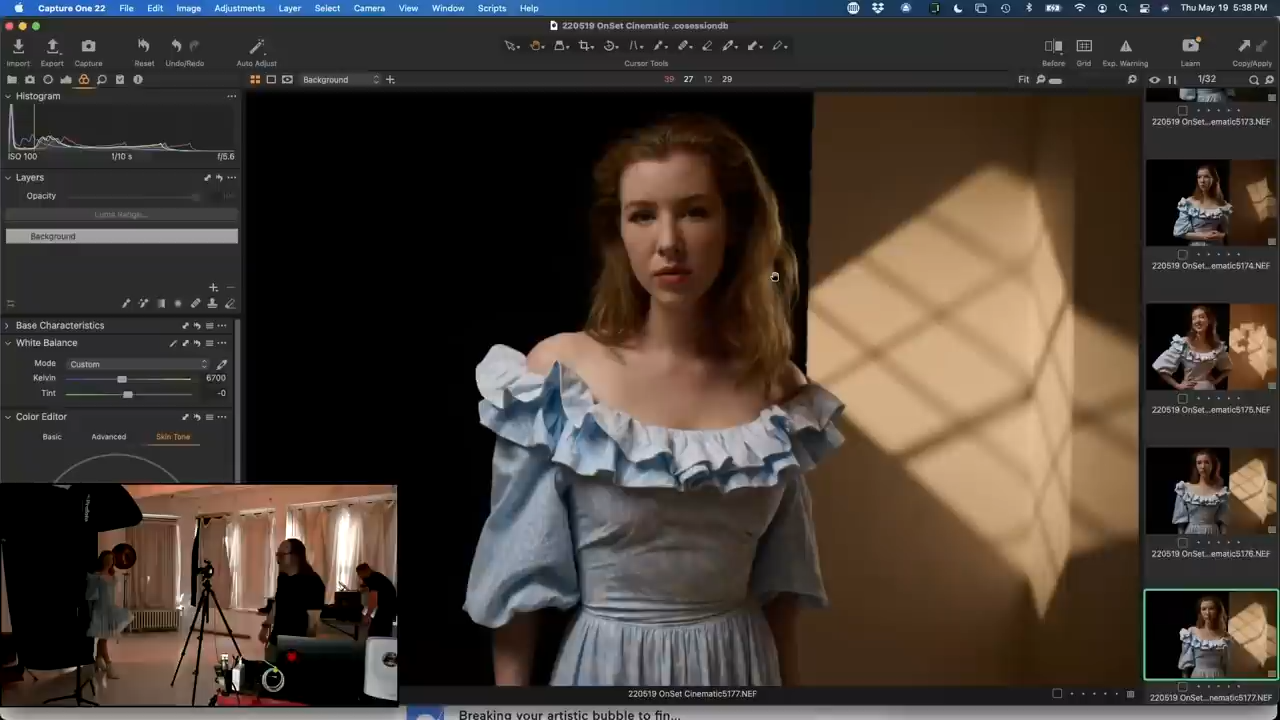 Capture One 22 File Edit Image Adjustments Layer Select Camera View Window Scripts Help Thu May 19 5:38 PM
220519 OnSet Cinematic .cosessiondb
Import Export Capture Reset Undo/Redo Auto Adjust Cursor Tools Before Grid Exp. Warning Learn Copy/Apply
Background 39 27 12 29 Fit 1/32
Histogram
ISO 100 1/10 s f/5.6
Layers
Opacity
Luma Range...
Background
Base Characteristics
White Balance
Mode Custom
Kelvin 6700
Tint -0
Color Editor
Basic Advanced Skin Tone
220519 OnSet...ematic5173.NEF
220519 OnSet...ematic5174.NEF
220519 OnSet...ematic5175.NEF
220519 OnSet...ematic5176.NEF
220519 OnSet...nematic5177.NEF
220519 OnSet Cinematic5177.NEF
Breaking your artistic bubble to fin...